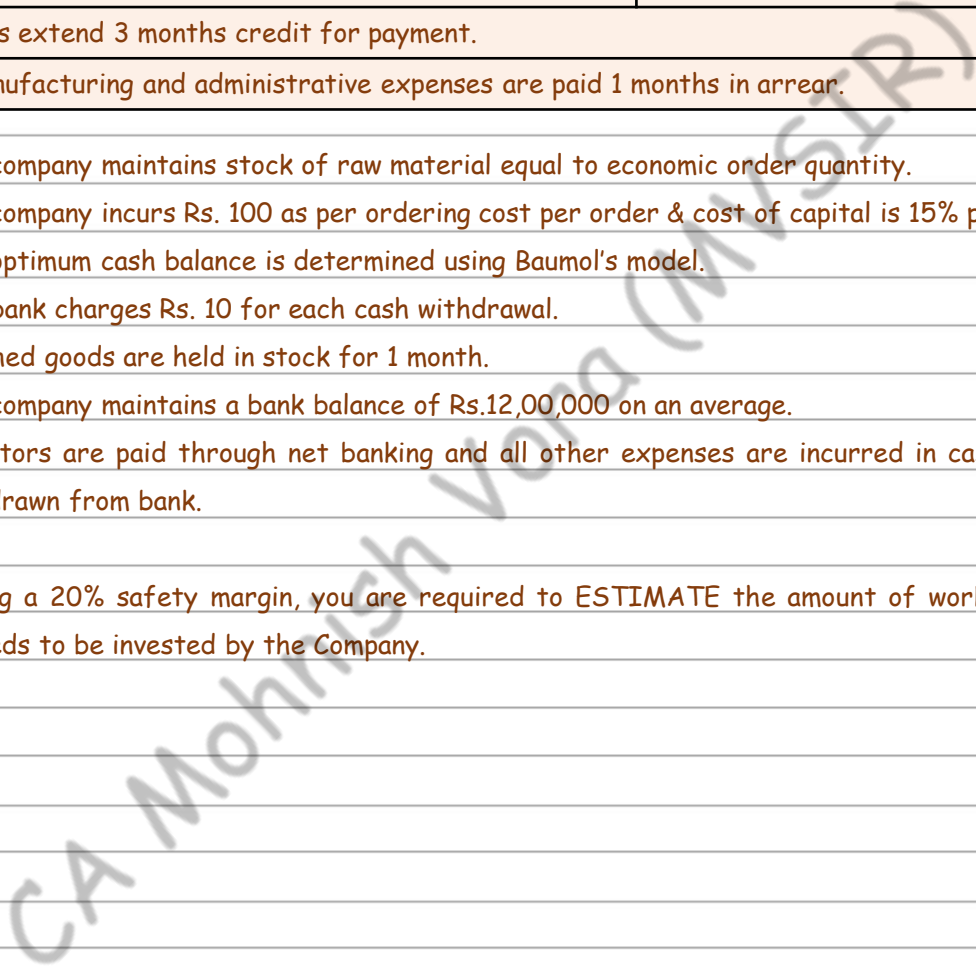 s extend 3 months credit for payment.
nufacturing and administrative expenses are paid 1 months in arrear.
company maintains stock of raw material equal to economic order quantity.
company incurs Rs. 100 as per ordering cost per order & cost of capital is 15% p
optimum cash balance is determined using Baumol's model.
bank charges Rs. 10 for each cash withdrawal.
ned goods are held in stock for 1 month.
company maintains a bank balance of Rs.12,00,000 on an average.
tors are paid through net banking and all other expenses are incurred in ca
drawn from bank.
g a 20% safety margin, you are required to ESTIMATE the amount of wor
ds to be invested by the Company.
CA Mohnish Vora (MVSIR)